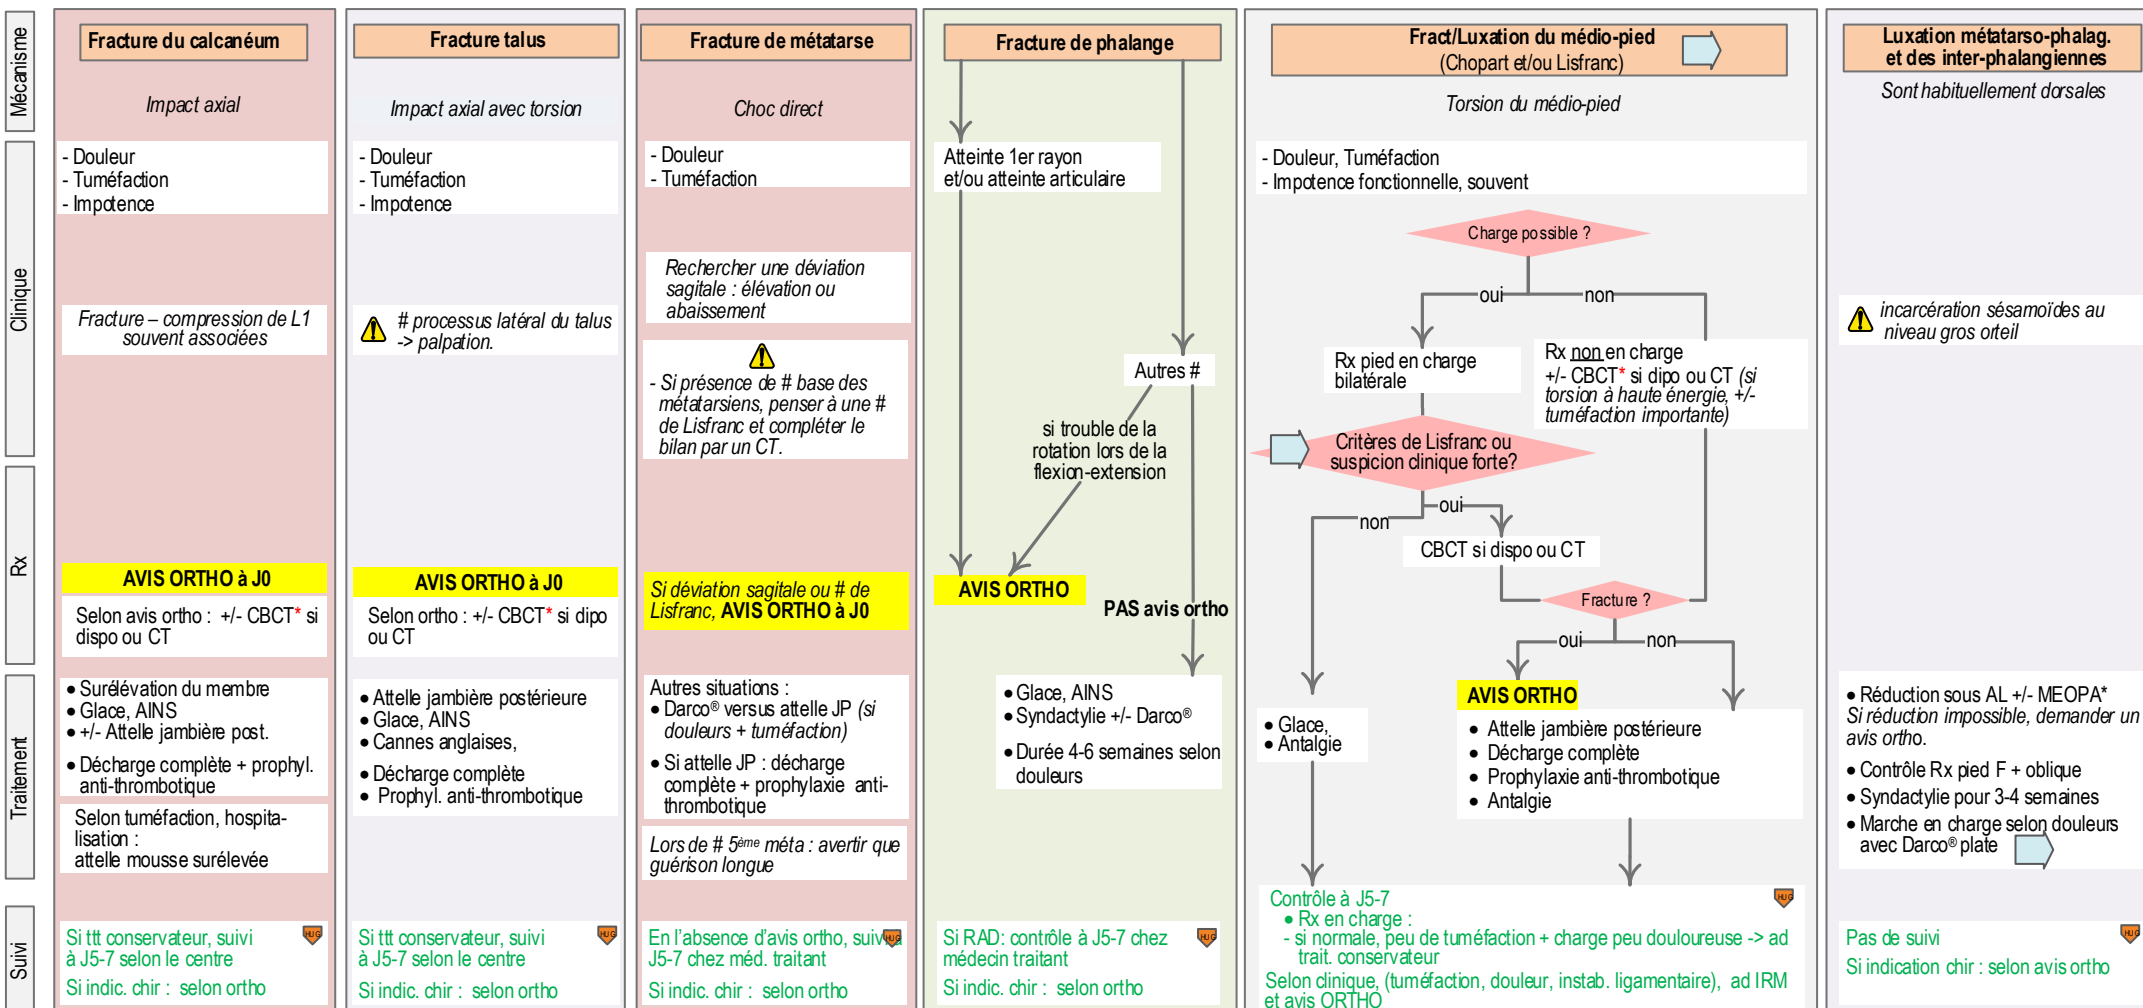 Mécanisme
Clinique
Rx
Traitement
Suivi
Fracture du calcanéum
Impact axial
- Douleur
- Tuméfaction
- Impotence
Fracture – compression de L1
souvent associées
AVIS ORTHO à J0
Selon avis ortho : +/- CBCT* si
dispo ou CT
• Surélévation du membre
• Glace, AINS
• +/- Attelle jambière post.
• Décharge complète + prophyl.
anti-thrombotique
Selon tuméfaction, hospita-
lisation :
attelle mousse surélevée
Si ttt conservateur, suivi
à J5-7 selon le centre
Si indic. chir : selon ortho
HUG
Fracture talus
Impact axial avec torsion
- Douleur
- Tuméfaction
- Impotence
# processus latéral du talus
-> palpation.
AVIS ORTHO à J0
Selon ortho : +/- CBCT* si dipo
ou CT
• Attelle jambière postérieure
• Glace, AINS
• Cannes anglaises,
• Décharge complète
• Prophyl. anti-thrombotique
Si ttt conservateur, suivi
à J5-7 selon le centre
Si indic. chir : selon ortho
HUG
Fracture de métatarse
Choc direct
- Douleur
- Tuméfaction
Rechercher une déviation
sagitale : élévation ou
abaissement
- Si présence de # base des
métatarsiens, penser à une #
de Lisfranc et compléter le
bilan par un CT.
Si déviation sagitale ou # de
Lisfranc, AVIS ORTHO à J0
Autres situations :
• Darco® versus attelle JP (si
douleurs + tuméfaction)
• Si attelle JP : décharge
complète + prophylaxie anti-
thrombotique
Lors de # 5ème méta : avertir que
guérison longue
En l'absence d'avis ortho, suivi à
J5-7 chez méd. traitant
Si indic. chir : selon ortho
HUG
Fracture de phalange
Atteinte 1er rayon
et/ou atteinte articulaire
Autres #
si trouble de la
rotation lors de la
flexion-extension
AVIS ORTHO
PAS avis ortho
• Glace, AINS
• Syndactylie +/- Darco®
• Durée 4-6 semaines selon
douleurs
Si RAD: contrôle à J5-7 chez
médecin traitant
Si indic. chir : selon ortho
HUG
Fract/Luxation du médio-pied
(Chopart et/ou Lisfranc)
Torsion du médio-pied
- Douleur, Tuméfaction
- Impotence fonctionnelle, souvent
Charge possible ?
oui
non
Rx pied en charge
bilatérale
Rx non en charge
+/- CBCT* si dipo ou CT (si
torsion à haute énergie, +/-
tuméfaction importante)
Critères de Lisfranc ou
suspicion clinique forte?
oui
non
CBCT si dispo ou CT
Fracture ?
oui
non
AVIS ORTHO
• Glace,
• Antalgie
• Attelle jambière postérieure
• Décharge complète
• Prophylaxie anti-thrombotique
• Antalgie
Contrôle à J5-7
• Rx en charge :
- si normale, peu de tuméfaction + charge peu douloureuse -> ad
trait. conservateur
Selon clinique, (tuméfaction, douleur, instab. ligamentaire), ad IRM
et avis ORTHO
HUG
Luxation métatarso-phalag.
et des inter-phalangiennes
Sont habituellement dorsales
incarcération sésamoïdes au
niveau gros orteil
• Réduction sous AL +/- MEOPA*
Si réduction impossible, demander un
avis ortho.
• Contrôle Rx pied F + oblique
• Syndactylie pour 3-4 semaines
• Marche en charge selon douleurs
avec Darco® plate
Pas de suivi
Si indication chir : selon avis ortho
HUG